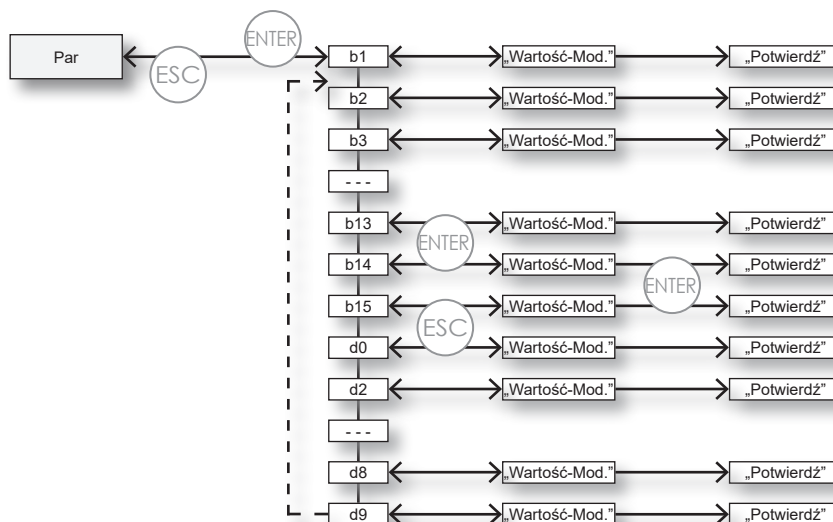 ENTER
Par
ESC
b1 „Wartość-Mod.” „Potwierdź”
b2 „Wartość-Mod.” „Potwierdź”
b3 „Wartość-Mod.” „Potwierdź”
- - -
b13 „Wartość-Mod.” „Potwierdź”
ENTER
b14 „Wartość-Mod.” „Potwierdź”
ENTER
b15 „Wartość-Mod.” „Potwierdź”
ESC
d0 „Wartość-Mod.” „Potwierdź”
d2 „Wartość-Mod.” „Potwierdź”
- - -
d8 „Wartość-Mod.” „Potwierdź”
d9 „Wartość-Mod.” „Potwierdź”